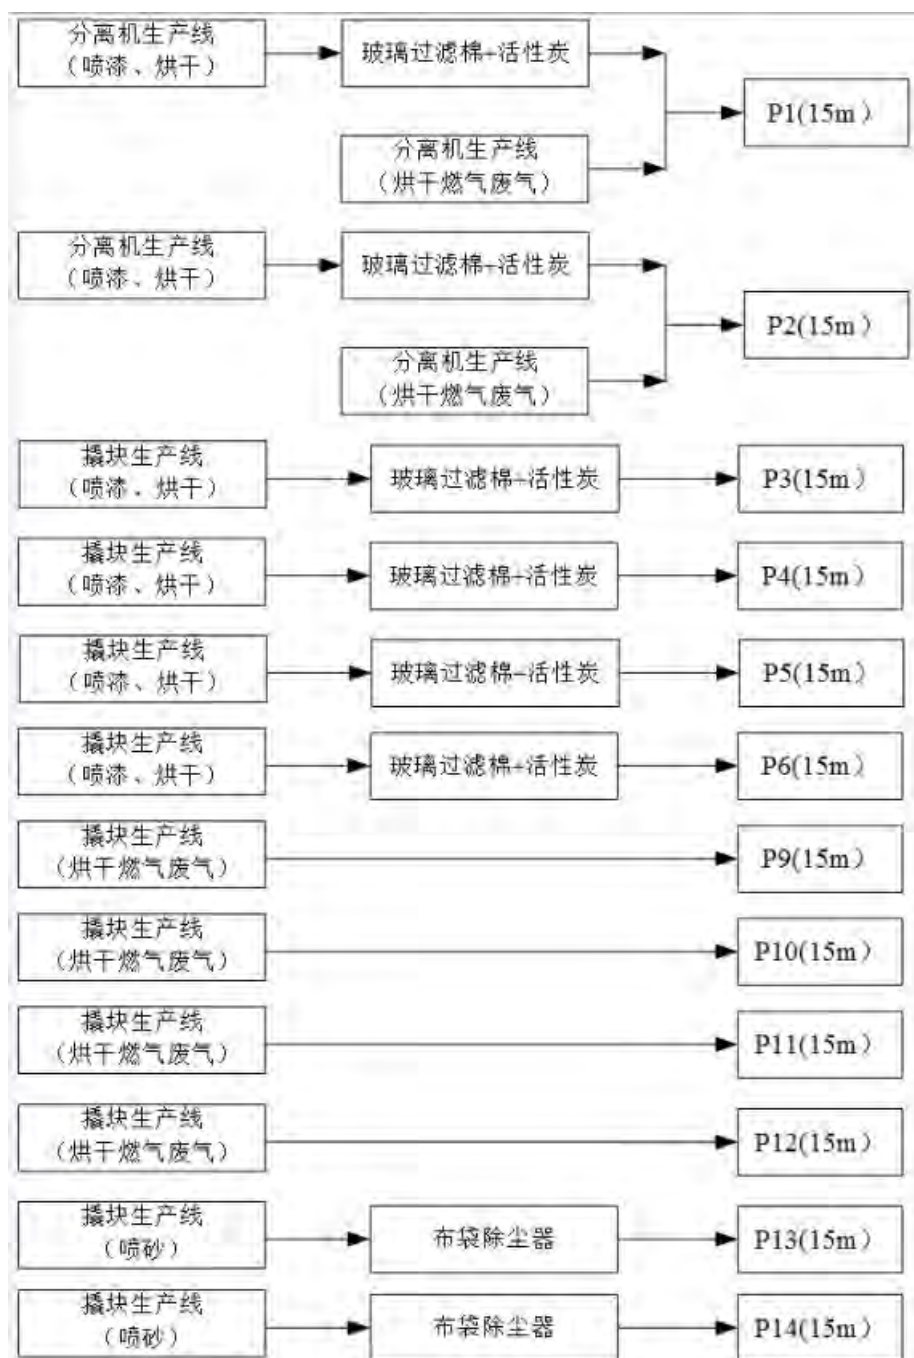 分离机生产线
（喷漆、烘干）
玻璃过滤棉+活性炭
P1(15m）
分离机生产线
（烘干燃气废气）
分离机生产线
（喷漆、烘干）
玻璃过滤棉+活性炭
P2(15m）
分离机生产线
（烘干燃气废气）
撬块生产线
（喷漆、烘干）
玻璃过滤棉+活性炭
P3(15m）
撬块生产线
（喷漆、烘干）
玻璃过滤棉+活性炭
P4(15m）
撬块生产线
（喷漆、烘干）
玻璃过滤棉+活性炭
P5(15m）
撬块生产线
（喷漆、烘干）
玻璃过滤棉+活性炭
P6(15m）
撬块生产线
（烘干燃气废气）
P9(15m）
撬块生产线
（烘干燃气废气）
P10(15m）
撬块生产线
（烘干燃气废气）
P11(15m）
撬块生产线
（烘干燃气废气）
P12(15m）
撬块生产线
（喷砂）
布袋除尘器
P13(15m）
撬块生产线
（喷砂）
布袋除尘器
P14(15m）